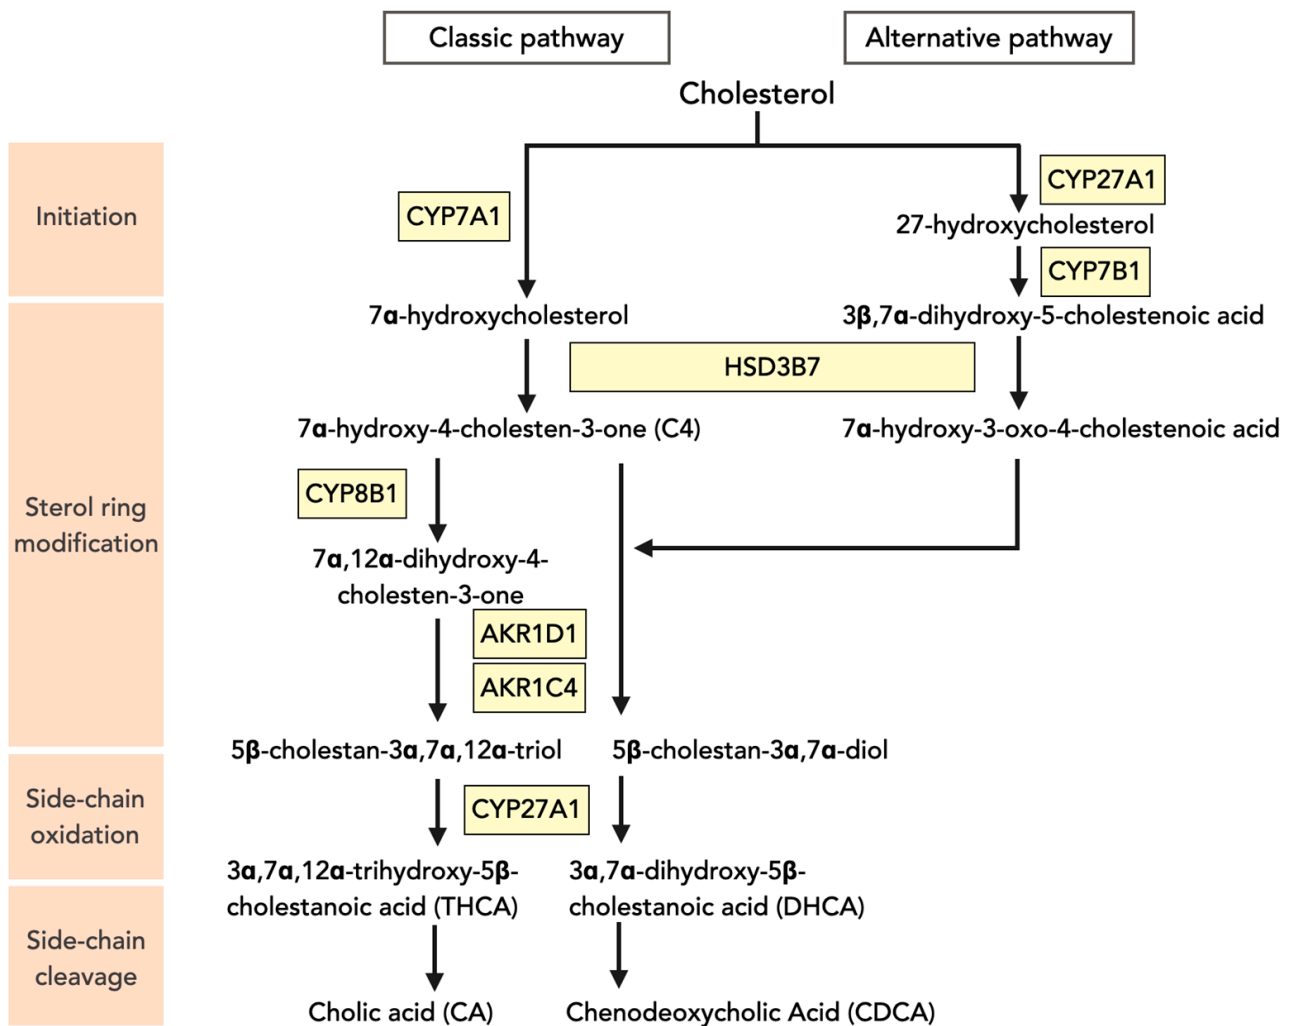 Classic pathway
Alternative pathway
Cholesterol
Initiation
CYP7A1
CYP27A1
27-hydroxycholesterol
CYP7B1
7α-hydroxycholesterol
3β,7α-dihydroxy-5-cholestenoic acid
HSD3B7
7α-hydroxy-4-cholesten-3-one (C4)
7α-hydroxy-3-oxo-4-cholestenoic acid
Sterol ring
modification
CYP8B1
7α,12α-dihydroxy-4-
cholesten-3-one
AKR1D1
AKR1C4
5β-cholestan-3α,7α,12α-triol
5β-cholestan-3α,7α-diol
Side-chain
oxidation
CYP27A1
3α,7α,12α-trihydroxy-5β-
cholestanoic acid (THCA)
3α,7α-dihydroxy-5β-
cholestanoic acid (DHCA)
Side-chain
cleavage
Cholic acid (CA)
Chenodeoxycholic Acid (CDCA)